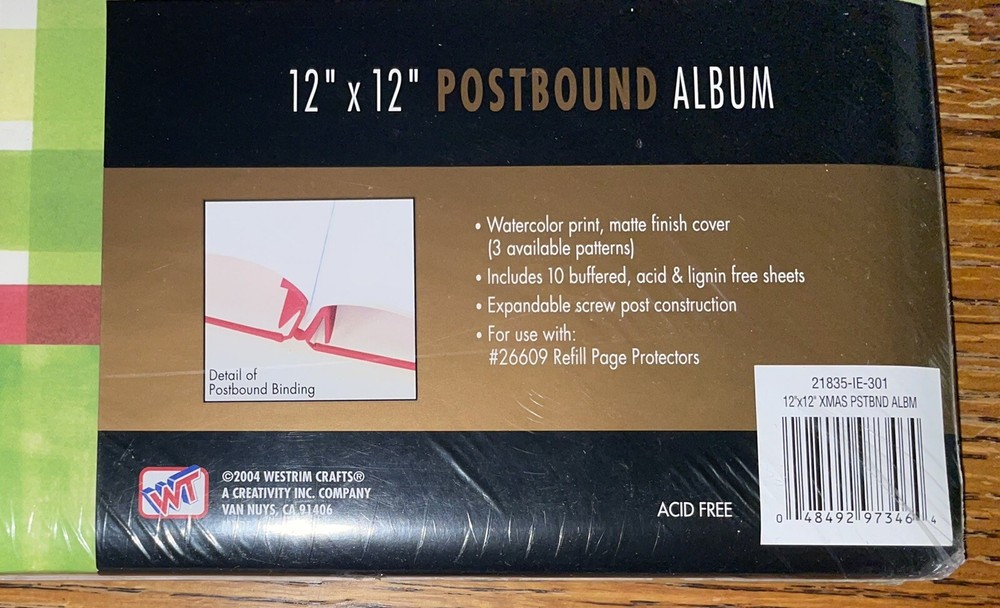 12" x 12" POSTBOUND ALBUM
• Watercolor print, matte finish cover
(3 available patterns)
• Includes 10 buffered, acid & lignin free sheets
• Expandable screw post construction
• For use with:
#26609 Refill Page Protectors
Detail of
Postbound Binding
21835-IE-301
12"x12" XMAS PSTBND ALBM
0 48492 97346 4
WT
©2004 WESTRIM CRAFTS®
A CREATIVITY INC. COMPANY
VAN NUYS, CA 91406
ACID FREE